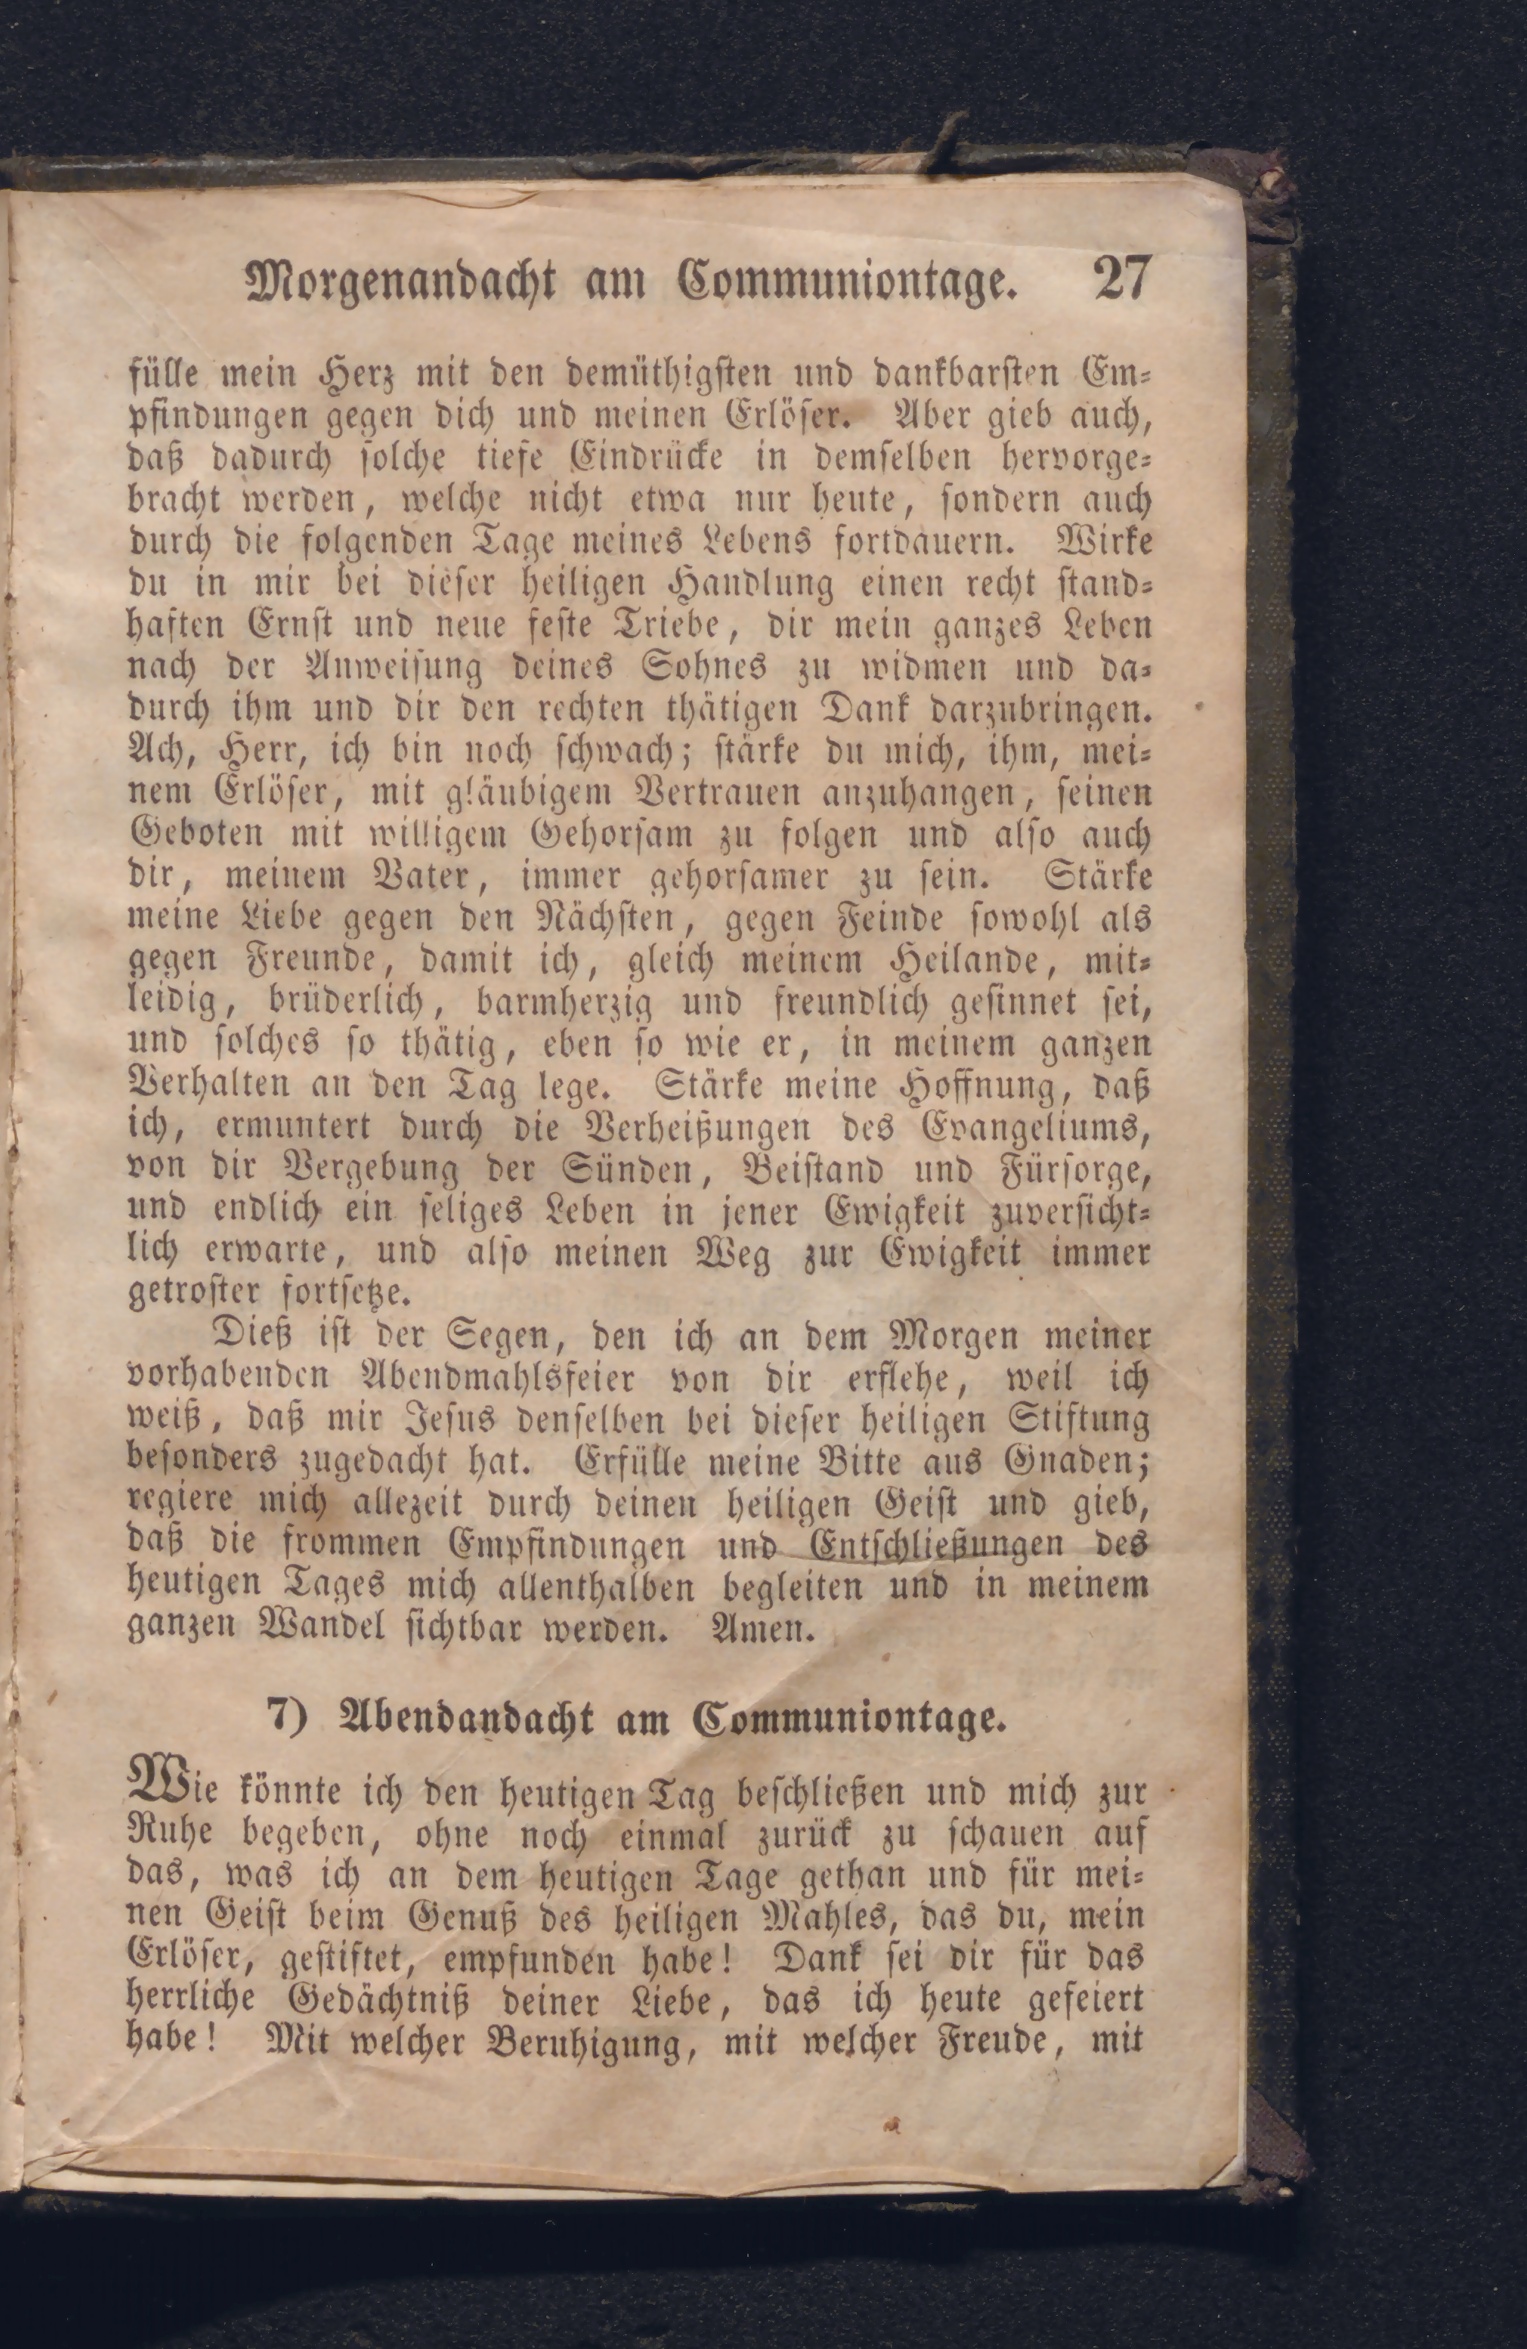 Morgenandacht am Communiontage. 27
fülle mein Herz mit den demüthigsten und dankbarsten Em-
pfindungen gegen dich und meinen Erlöser. Aber gieb auch,
daß dadurch solche tiefe Eindrücke in demselben hervorge-
bracht werden, welche nicht etwa nur heute, sondern auch
durch die folgenden Tage meines Lebens fortdauern. Wirke
du in mir bei dieser heiligen Handlung einen recht stand-
haften Ernst und neue feste Triebe, dir mein ganzes Leben
nach der Anweisung deines Sohnes zu widmen und da-
durch ihm und dir den rechten thätigen Dank darzubringen.
Ach, Herr, ich bin noch schwach; stärke du mich, ihm, mei-
nem Erlöser, mit gläubigem Vertrauen anzuhangen, seinen
Geboten mit willigem Gehorsam zu folgen und also auch
dir, meinem Vater, immer gehorsamer zu sein. Stärke
meine Liebe gegen den Nächsten, gegen Feinde sowohl als
gegen Freunde, damit ich, gleich meinem Heilande, mit-
leidig, brüderlich, barmherzig und freundlich gesinnet sei,
und solches so thätig, eben so wie er, in meinem ganzen
Verhalten an den Tag lege. Stärke meine Hoffnung, daß
ich, ermuntert durch die Verheißungen des Evangeliums,
von dir Vergebung der Sünden, Beistand und Fürsorge,
und endlich ein seliges Leben in jener Ewigkeit zuversicht-
lich erwarte, und also meinen Weg zur Ewigkeit immer
getroster fortsetze.
Dieß ist der Segen, den ich an dem Morgen meiner
vorhabenden Abendmahlsfeier von dir erflehe, weil ich
weiß, daß mir Jesus denselben bei dieser heiligen Stiftung
besonders zugedacht hat. Erfülle meine Bitte aus Gnaden;
regiere mich allezeit durch deinen heiligen Geist und gieb,
daß die frommen Empfindungen und Entschließungen des
heutigen Tages mich allenthalben begleiten und in meinem
ganzen Wandel sichtbar werden. Amen.
7) Abendandacht am Communiontage.
Wie könnte ich den heutigen Tag beschließen und mich zur
Ruhe begeben, ohne noch einmal zurück zu schauen auf
das, was ich an dem heutigen Tage gethan und für mei-
nen Geist beim Genuß des heiligen Mahles, das du, mein
Erlöser, gestiftet, empfunden habe! Dank sei dir für das
herrliche Gedächtniß deiner Liebe, das ich heute gefeiert
habe! Mit welcher Beruhigung, mit welcher Freude, mit